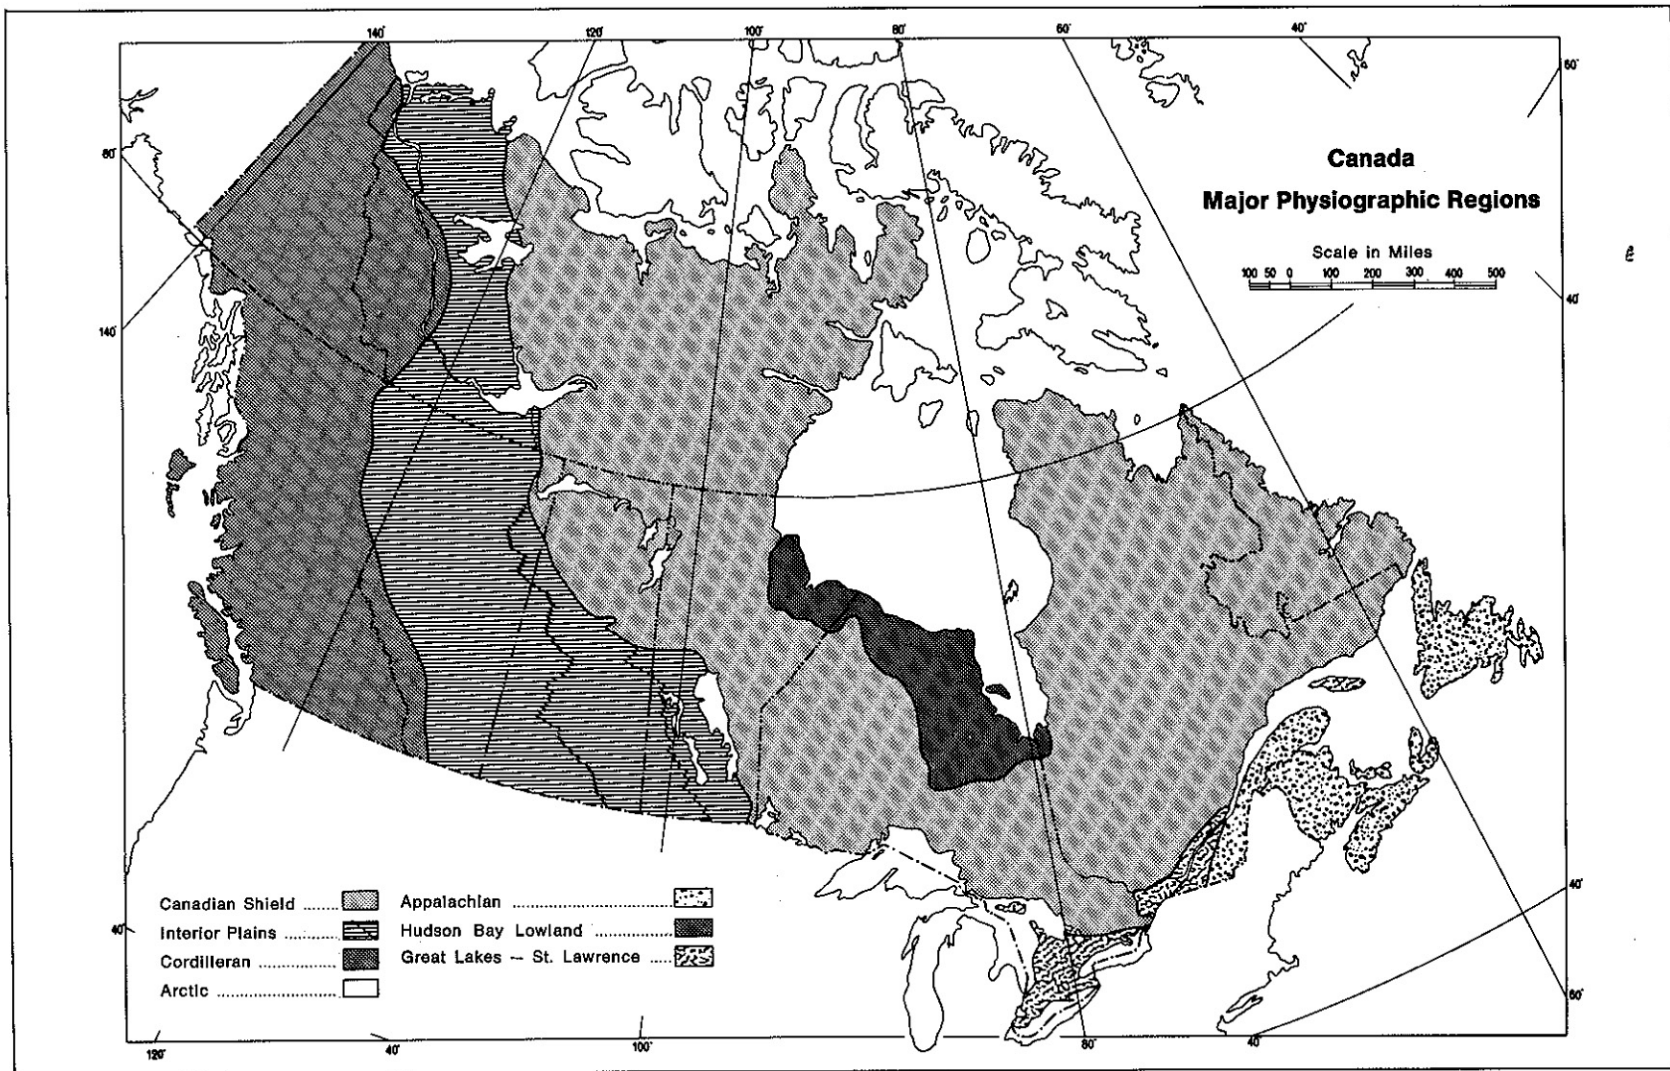 140° 120° 100° 80° 60° 40°
60°
80°
Canada
Major Physiographic Regions
Scale in Miles
100 50 0 100 200 300 400 500
40°
140°
Canadian Shield ......
Appalachian ..................
40°
Interior Plains ..........
Hudson Bay Lowland ...........
40°
Cordilleran ..............
Great Lakes – St. Lawrence ....
Arctic ....................
60°
120° 40° 100° 80° 40°